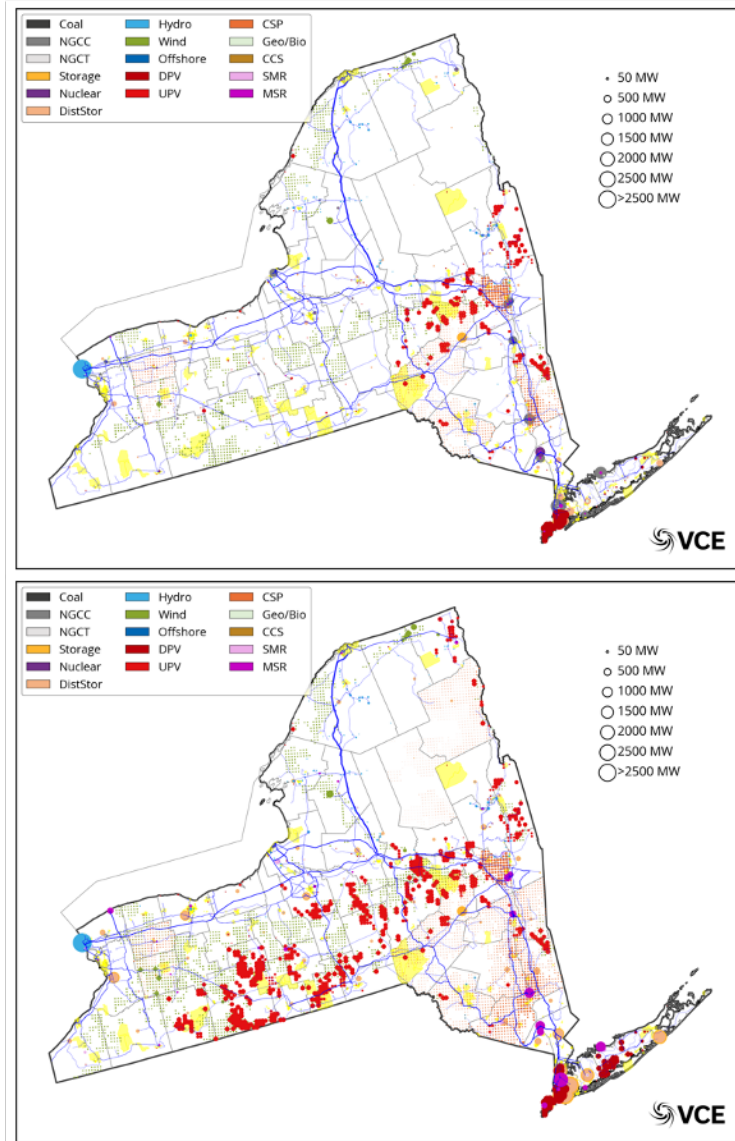 Coal Hydro CSP
NGCC Wind Geo/Bio
NGCT Offshore CCS
Storage DPV SMR
Nuclear UPV MSR
DistStor
50 MW
500 MW
1000 MW
1500 MW
2000 MW
2500 MW
>2500 MW
VCE
Coal Hydro CSP
NGCC Wind Geo/Bio
NGCT Offshore CCS
Storage DPV SMR
Nuclear UPV MSR
DistStor
50 MW
500 MW
1000 MW
1500 MW
2000 MW
2500 MW
>2500 MW
VCE